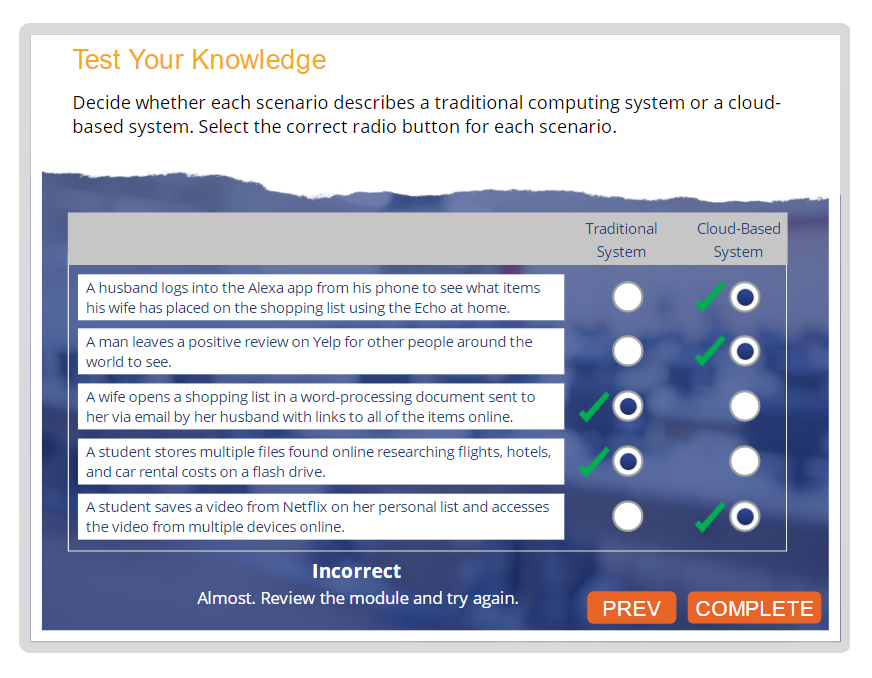 Test Your Knowledge
Decide whether each scenario describes a traditional computing system or a cloud-
based system. Select the correct radio button for each scenario.
Traditional System
Cloud-Based System
A husband logs into the Alexa app from his phone to see what items
his wife has placed on the shopping list using the Echo at home.
A man leaves a positive review on Yelp for other people around the
world to see.
A wife opens a shopping list in a word-processing document sent to
her via email by her husband with links to all of the items online.
A student stores multiple files found online researching flights, hotels,
and car rental costs on a flash drive.
A student saves a video from Netflix on her personal list and accesses
the video from multiple devices online.
Incorrect
Almost. Review the module and try again.
PREV
COMPLETE